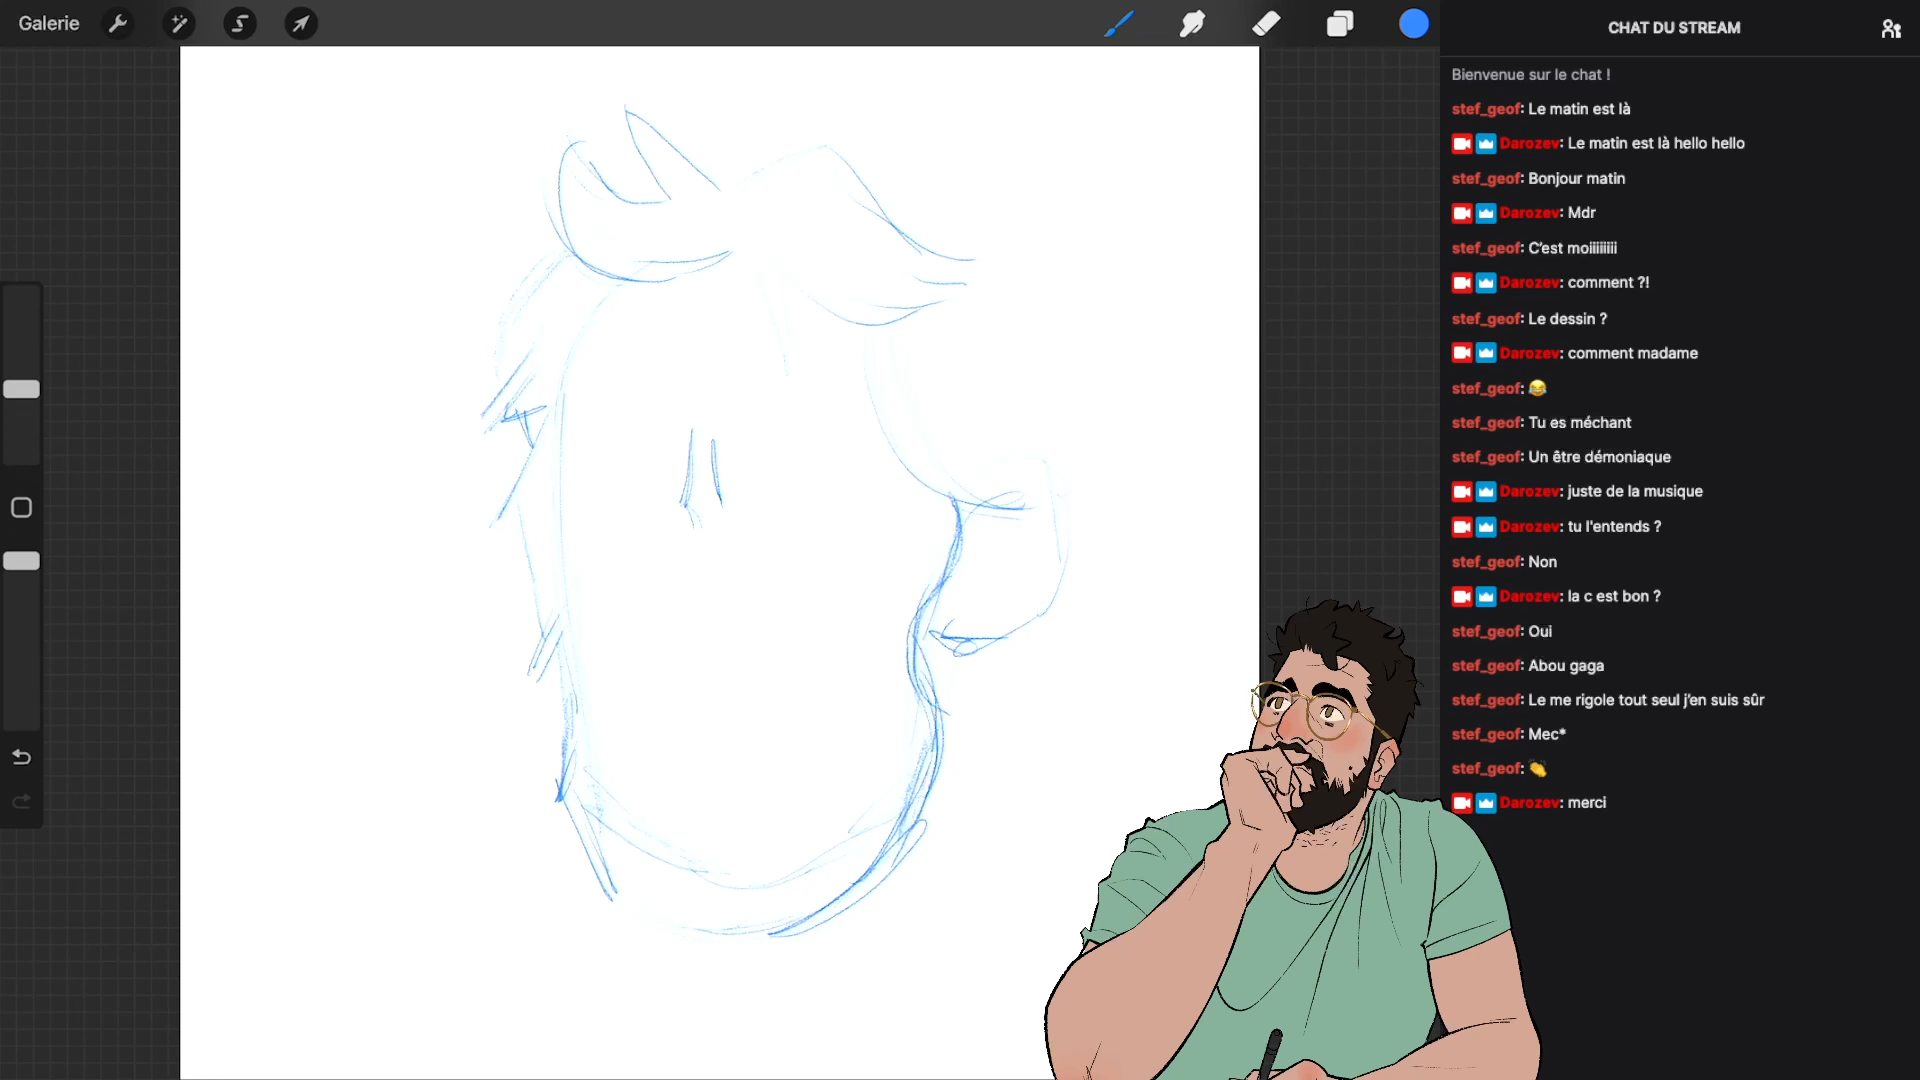 Galerie
CHAT DU STREAM
Bienvenue sur le chat !
stef_geof: Le matin est là
Darozev: Le matin est là hello hello
stef_geof: Bonjour matin
Darozev: Mdr
stef_geof: C'est moiiiiiiiii
Darozev: comment ?!
stef_geof: Le dessin ?
Darozev: comment madame
stef_geof: 😂
stef_geof: Tu es méchant
stef_geof: Un être démoniaque
Darozev: juste de la musique
Darozev: tu l'entends ?
stef_geof: Non
Darozev: la c est bon ?
stef_geof: Oui
stef_geof: Abou gaga
stef_geof: Le me rigole tout seul j'en suis sûr
stef_geof: Mec*
stef_geof: 👏
Darozev: merci